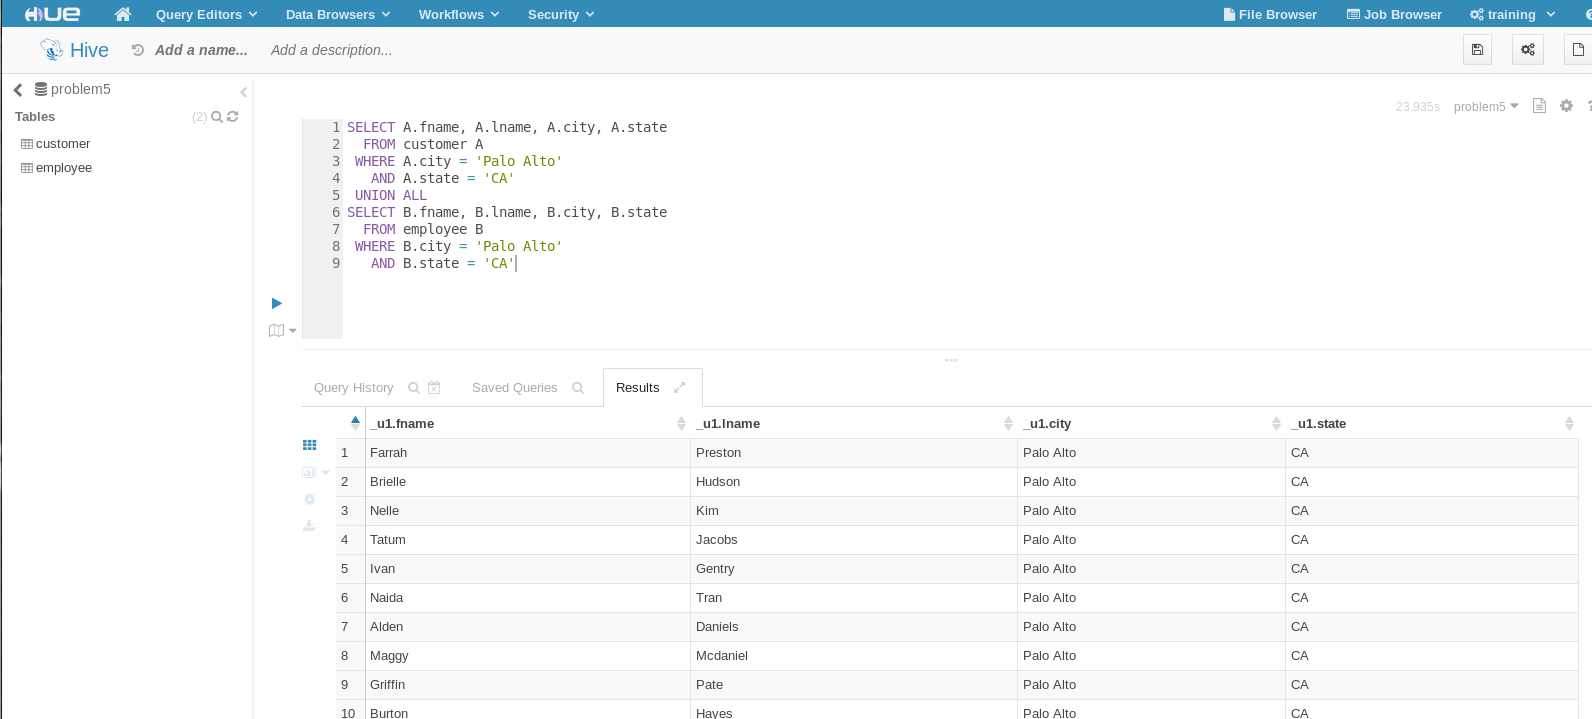 HUE Query Editors Data Browsers Workflows Security File Browser Job Browser training
Hive Add a name... Add a description...
problem5
Tables (2)
customer
employee
23.935s problem5 ?
1 SELECT A.fname, A.lname, A.city, A.state
2 FROM customer A
3 WHERE A.city = 'Palo Alto'
4 AND A.state = 'CA'
5 UNION ALL
6 SELECT B.fname, B.lname, B.city, B.state
7 FROM employee B
8 WHERE B.city = 'Palo Alto'
9 AND B.state = 'CA'
Query History Saved Queries Results
_u1.fname _u1.lname _u1.city _u1.state
1 Farrah Preston Palo Alto CA
2 Brielle Hudson Palo Alto CA
3 Nelle Kim Palo Alto CA
4 Tatum Jacobs Palo Alto CA
5 Ivan Gentry Palo Alto CA
6 Naida Tran Palo Alto CA
7 Alden Daniels Palo Alto CA
8 Maggy Mcdaniel Palo Alto CA
9 Griffin Pate Palo Alto CA
10 Burton Hayes Palo Alto CA